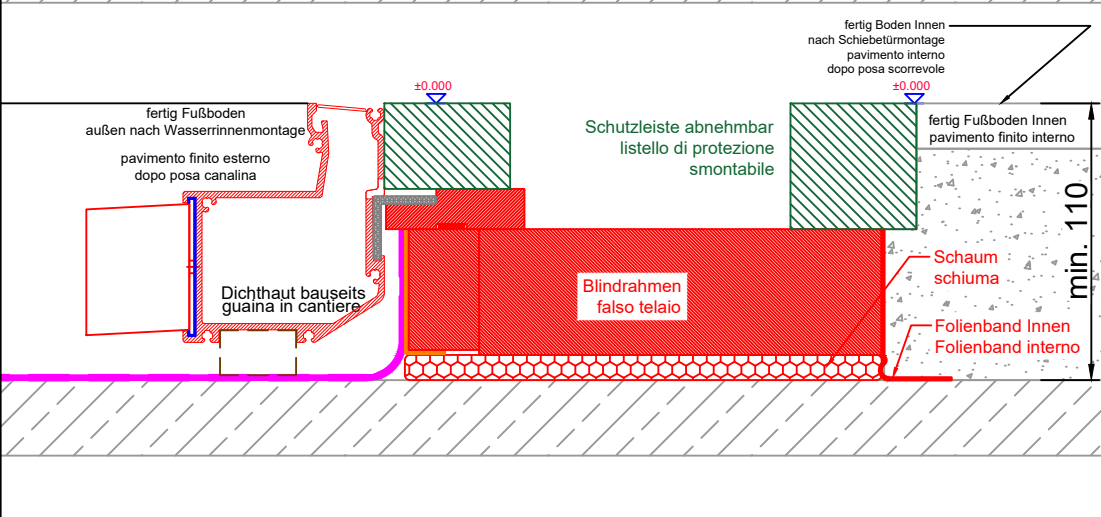 fertig Boden Innen
nach Schiebetürmontage
pavimento interno
dopo posa scorrevole
±0.000
±0.000
fertig Fußboden
außen nach Wasserrinnenmontage
pavimento finito esterno
dopo posa canalina
Schutzleiste abnehmbar
listello di protezione
smontabile
fertig Fußboden Innen
pavimento finito interno
min. 110
Dichthaut bauseits
guaina in cantiere
Blindrahmen
falso telaio
Schaum
schiuma
Folienband Innen
Folienband interno